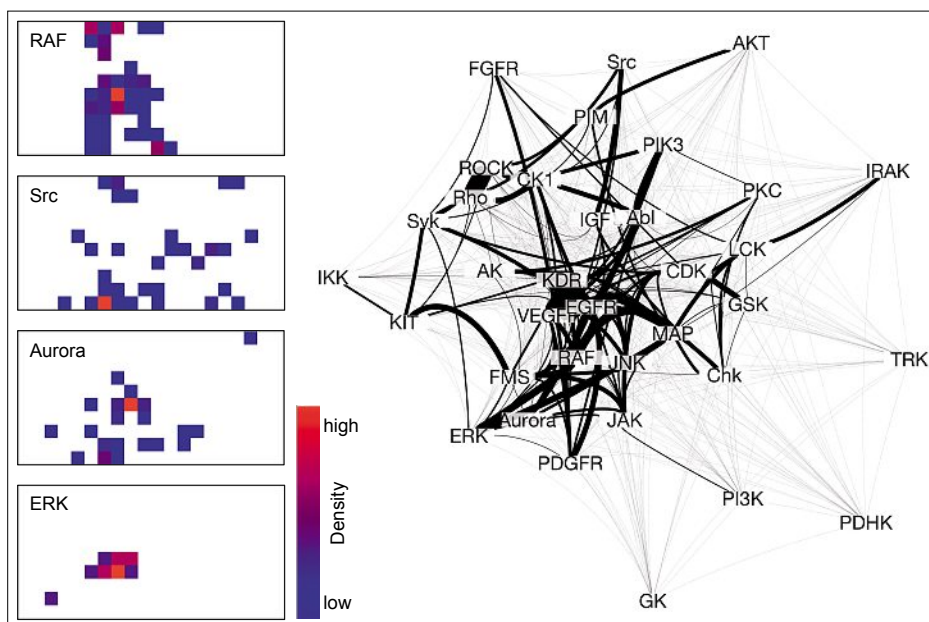 RAF
Src
Aurora
ERK
high
Density
low
AKT
Src
FGFR
PIM
PIK3
ROCK
CK1
IRAK
PKC
Rho
Syk
IGF
Abl
LCK
AK
CDK
IKK
KDR
GSK
VEGFR
EGFR
KIT
MAP
RAF
JNK
TRK
FMS
Chk
Aurora
JAK
ERK
PDGFR
PI3K
PDHK
GK